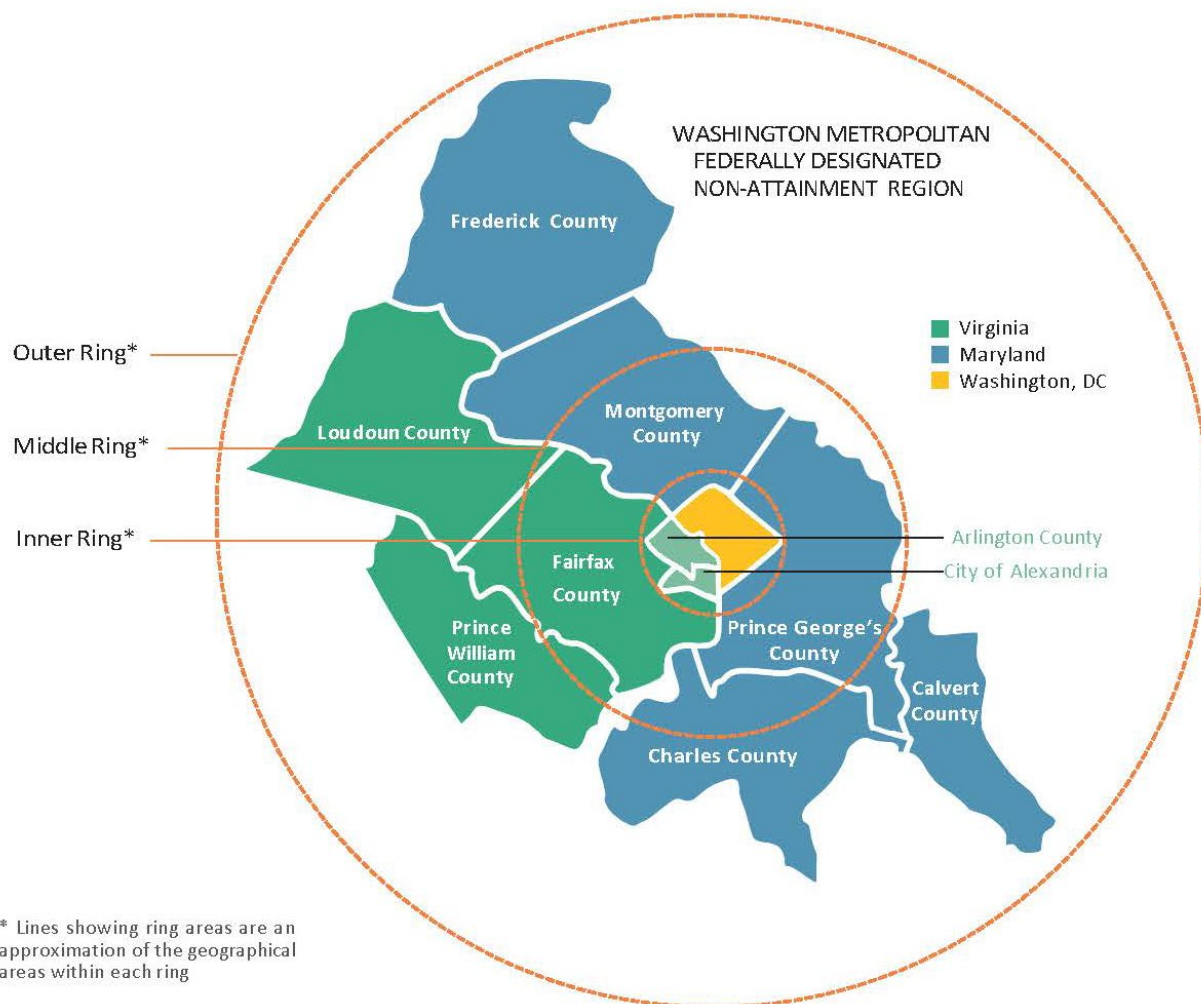 WASHINGTON METROPOLITAN
FEDERALLY DESIGNATED
NON-ATTAINMENT REGION
Frederick County
Outer Ring*
Virginia
Maryland
Washington, DC
Montgomery
County
Loudoun County
Middle Ring*
Inner Ring*
Arlington County
City of Alexandria
Fairfax
County
Prince
William
County
Prince George's
County
Calvert
County
Charles County
* Lines showing ring areas are an
approximation of the geographical
areas within each ring